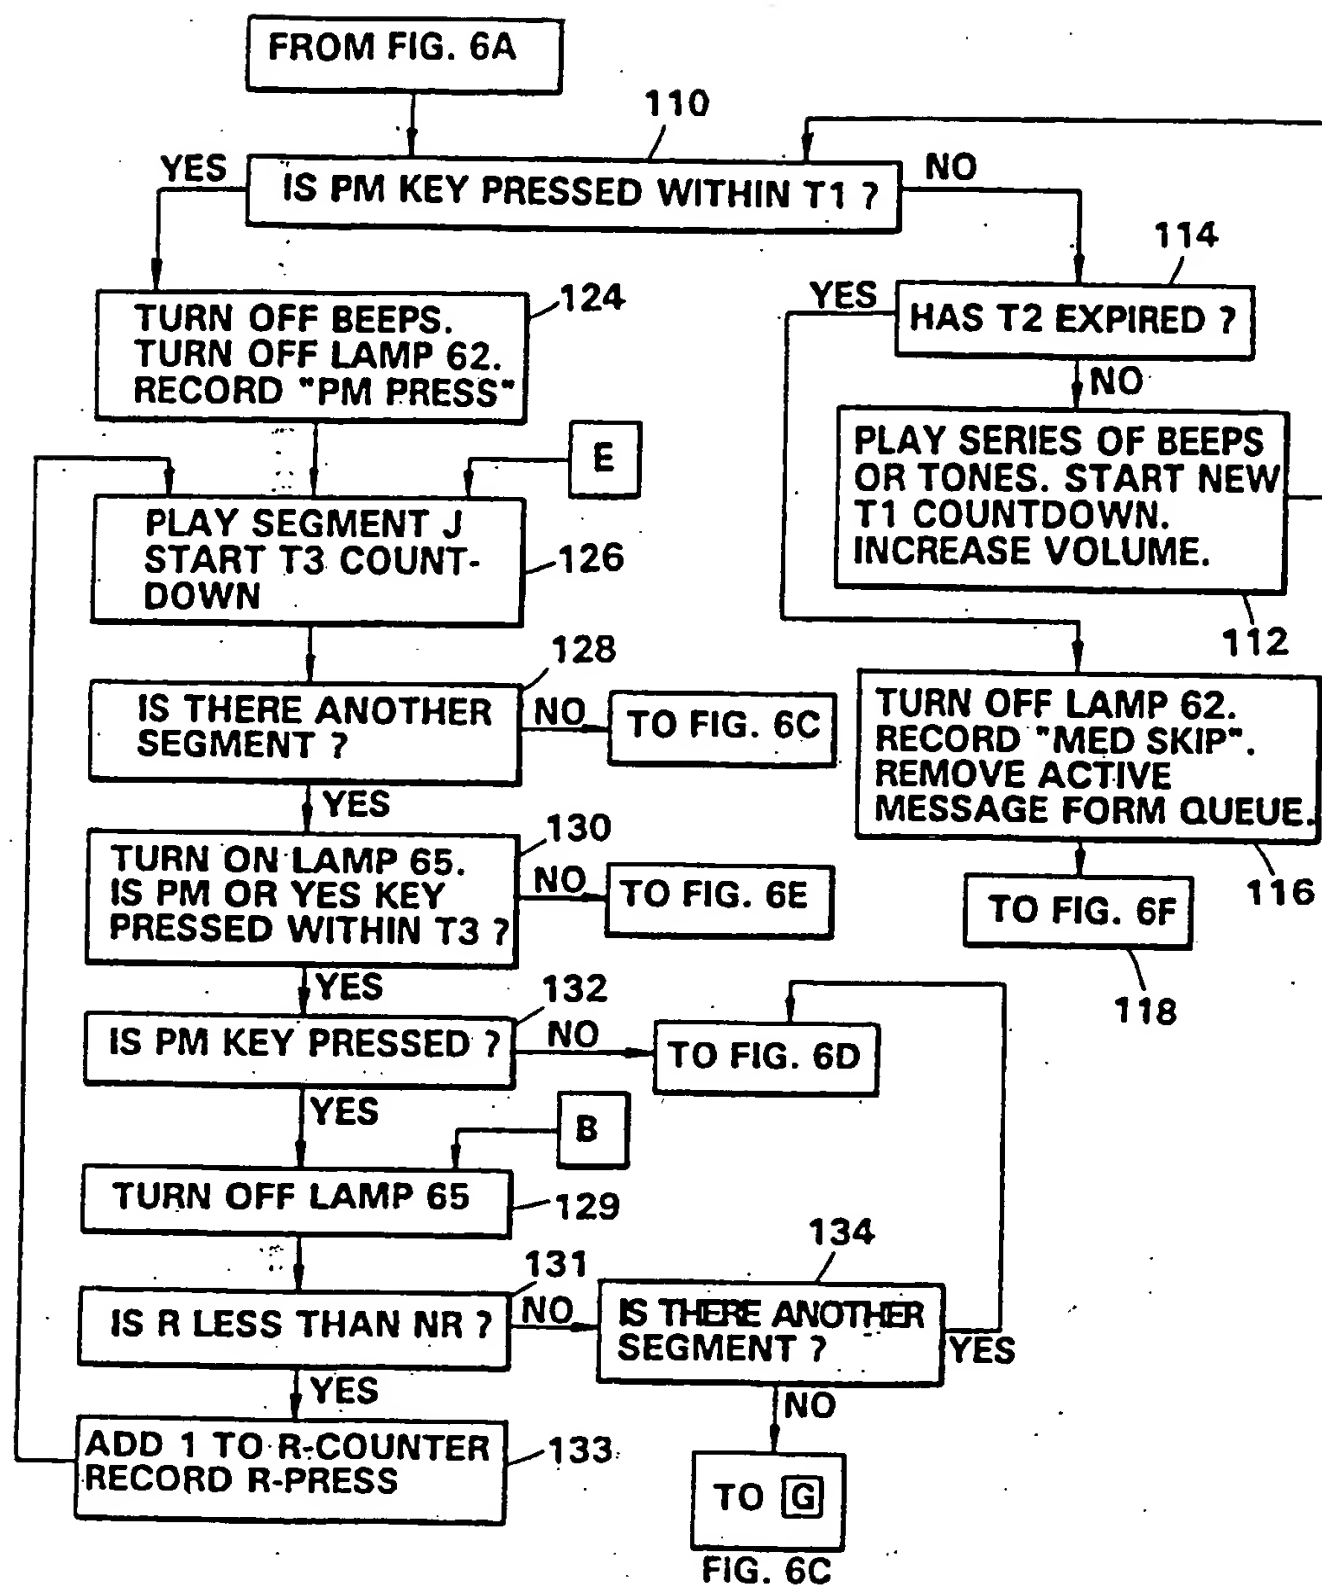 FROM FIG. 6A
110
YES
IS PM KEY PRESSED WITHIN T1 ?
NO
114
124
TURN OFF BEEPS.
TURN OFF LAMP 62.
RECORD "PM PRESS"
YES
HAS T2 EXPIRED ?
NO
E
PLAY SERIES OF BEEPS
OR TONES. START NEW
T1 COUNTDOWN.
INCREASE VOLUME.
112
PLAY SEGMENT J
START T3 COUNT-
DOWN
126
128
IS THERE ANOTHER
SEGMENT ?
NO
TO FIG. 6C
YES
TURN OFF LAMP 62.
RECORD "MED SKIP".
REMOVE ACTIVE
MESSAGE FORM QUEUE.
116
130
TURN ON LAMP 65.
IS PM OR YES KEY
PRESSED WITHIN T3 ?
NO
TO FIG. 6E
TO FIG. 6F
118
YES
132
IS PM KEY PRESSED ?
NO
TO FIG. 6D
YES
B
TURN OFF LAMP 65
129
131
IS R LESS THAN NR ?
NO
134
IS THERE ANOTHER
SEGMENT ?
YES
YES
NO
ADD 1 TO R-COUNTER
RECORD R-PRESS
133
TO G
FIG. 6C